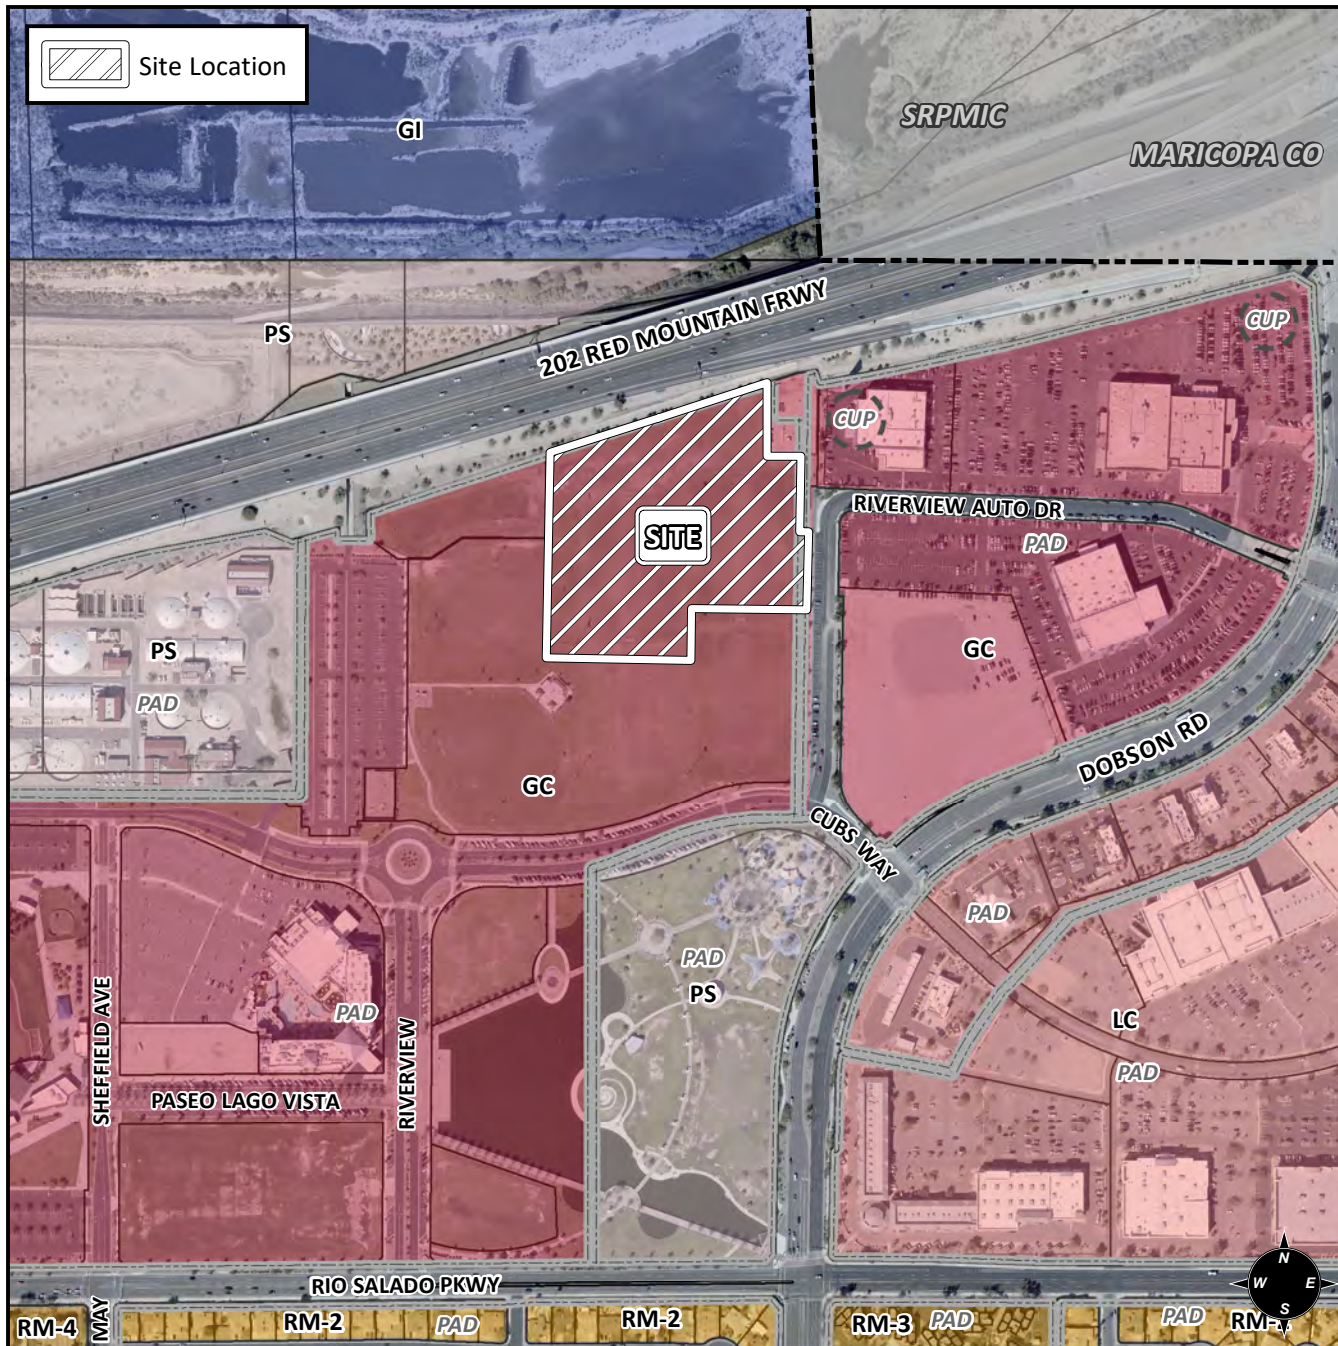 Site Location
GI
SRPMIC
MARICOPA CO
PS
202 RED MOUNTAIN FRWY
CUP
CUP
RIVERVIEW AUTO DR
PAD
SITE
PS
PAD
GC
GC
DOBSON RD
CUBS WAY
PAD
PAD
PS
PAD
LC
PAD
SHEFFIELD AVE
PASEO LAGO VISTA
RIVERVIEW
RIO SALADO PKWY
N
W E
S
RM-4
MAY
RM-2
PAD
RM-2
RM-3
PAD
PAD